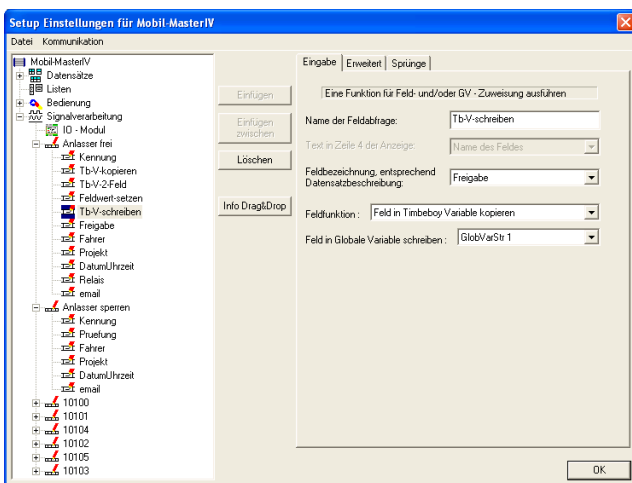 Setup Einstellungen für Mobil-MasterIV
Datei Kommunikation
Mobil-MasterIV
Datensätze
Listen
Bedienung
Signalverarbeitung
IO - Modul
Anlasser frei
Kennung
Tb-V-kopieren
Tb-V-2-Feld
Feldwert-setzen
Tb-V-schreiben
Freigabe
Fahrer
Projekt
DatumUhrzeit
Relais
email
Anlasser sperren
Kennung
Pruefung
Fahrer
Projekt
DatumUhrzeit
email
10100
10101
10104
10102
10105
10103
Einfügen
Einfügen
zwischen
Löschen
Info Drag&Drop
Eingabe Erweitert Sprünge
Eine Funktion für Feld- und/oder GV - Zuweisung ausführen
Name der Feldabfrage: Tb-V-schreiben
Text in Zeile 4 der Anzeige: Name des Feldes
Feldbezeichnung, entsprechend
Datensatzbeschreibung: Freigabe
Feldfunktion : Feld in Timbeboy Variable kopieren
Feld in Globale Variable schreiben : GlobVarStr 1
OK